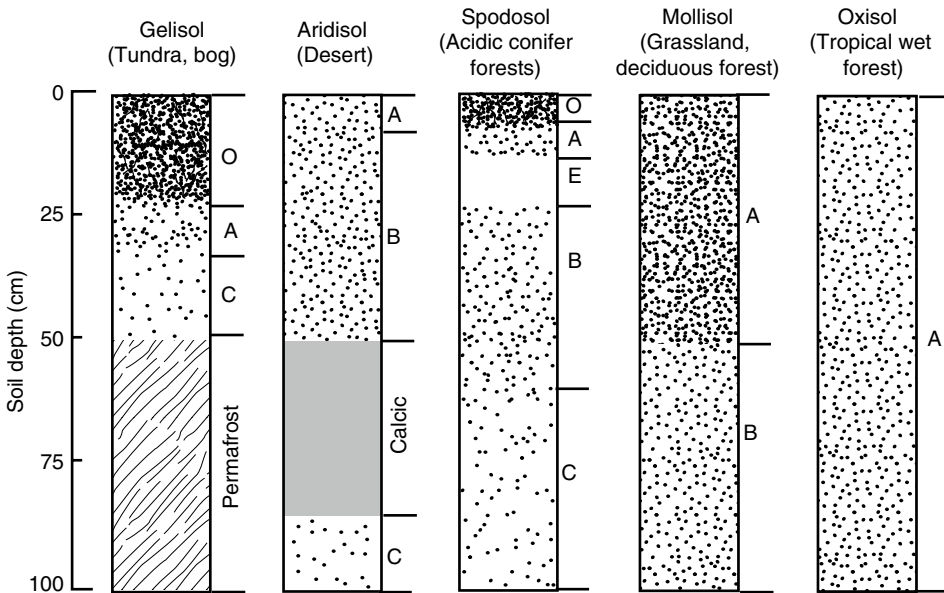 Gelisol
(Tundra, bog)
Aridisol
(Desert)
Spodosol
(Acidic conifer
forests)
Mollisol
(Grassland,
deciduous forest)
Oxisol
(Tropical wet
forest)
Soil depth (cm)
0
25
50
75
100
O
A
C
Permafrost
A
B
Calcic
C
O
A
E
B
C
A
B
A